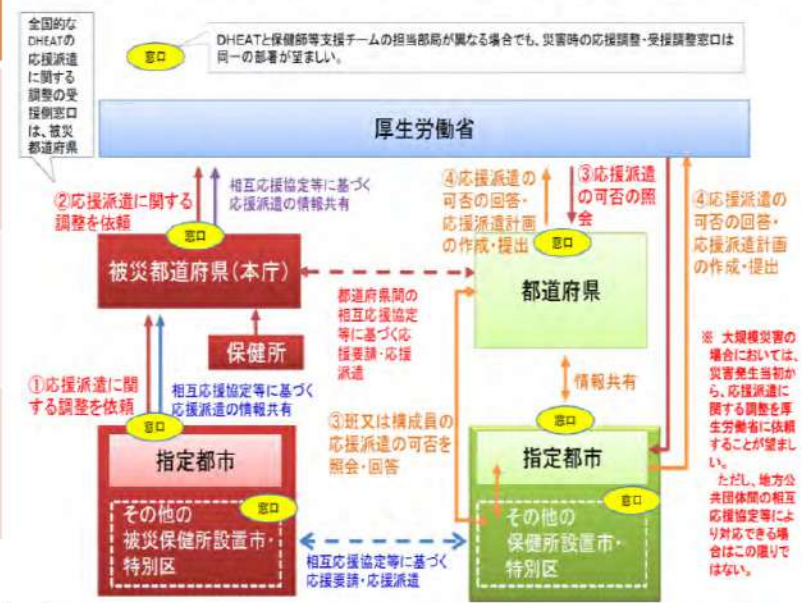 全国的な
DHEATの
応援派遣
に関する
調整の受
援側窓口
は、被災
都道府県
窓口
DHEATと保健師等支援チームの担当部局が異なる場合でも、災害時の応援調整・受援調整窓口は
同一の部署が望ましい。
厚生労働省
②応援派遣に関する
調整を依頼
相互応援協定等に基づく
応援派遣の情報共有
④応援派遣の
可否の回答・
応援派遣計画
の作成・提出
③応援派遣
の可否の照
会
④応援派遣の
可否の回答・
応援派遣計画
の作成・提出
窓口
被災都道府県(本庁)
窓口
都道府県
都道府県間の
相互応援協定
等に基づく応
援要請・応援
派遣
保健所
①応援派遣に関
する調整を依頼
相互応援協定等に基づく
応援派遣の情報共有
情報共有
③班又は構成員の
応援派遣の可否を
照会・回答
※ 大規模災害の
場合においては、
災害発生当初か
ら、応援派遣に
関する調整を厚
生労働省に依頼
することが望まし
い。
ただし、地方公
共団体間の相互
応援協定等によ
り対応できる場
合はこの限りで
はない。
窓口
指定都市
窓口
その他の
被災保健所設置市・
特別区
相互応援協定等に基づく
応援要請・応援派遣
窓口
指定都市
窓口
その他の
保健所設置市・
特別区